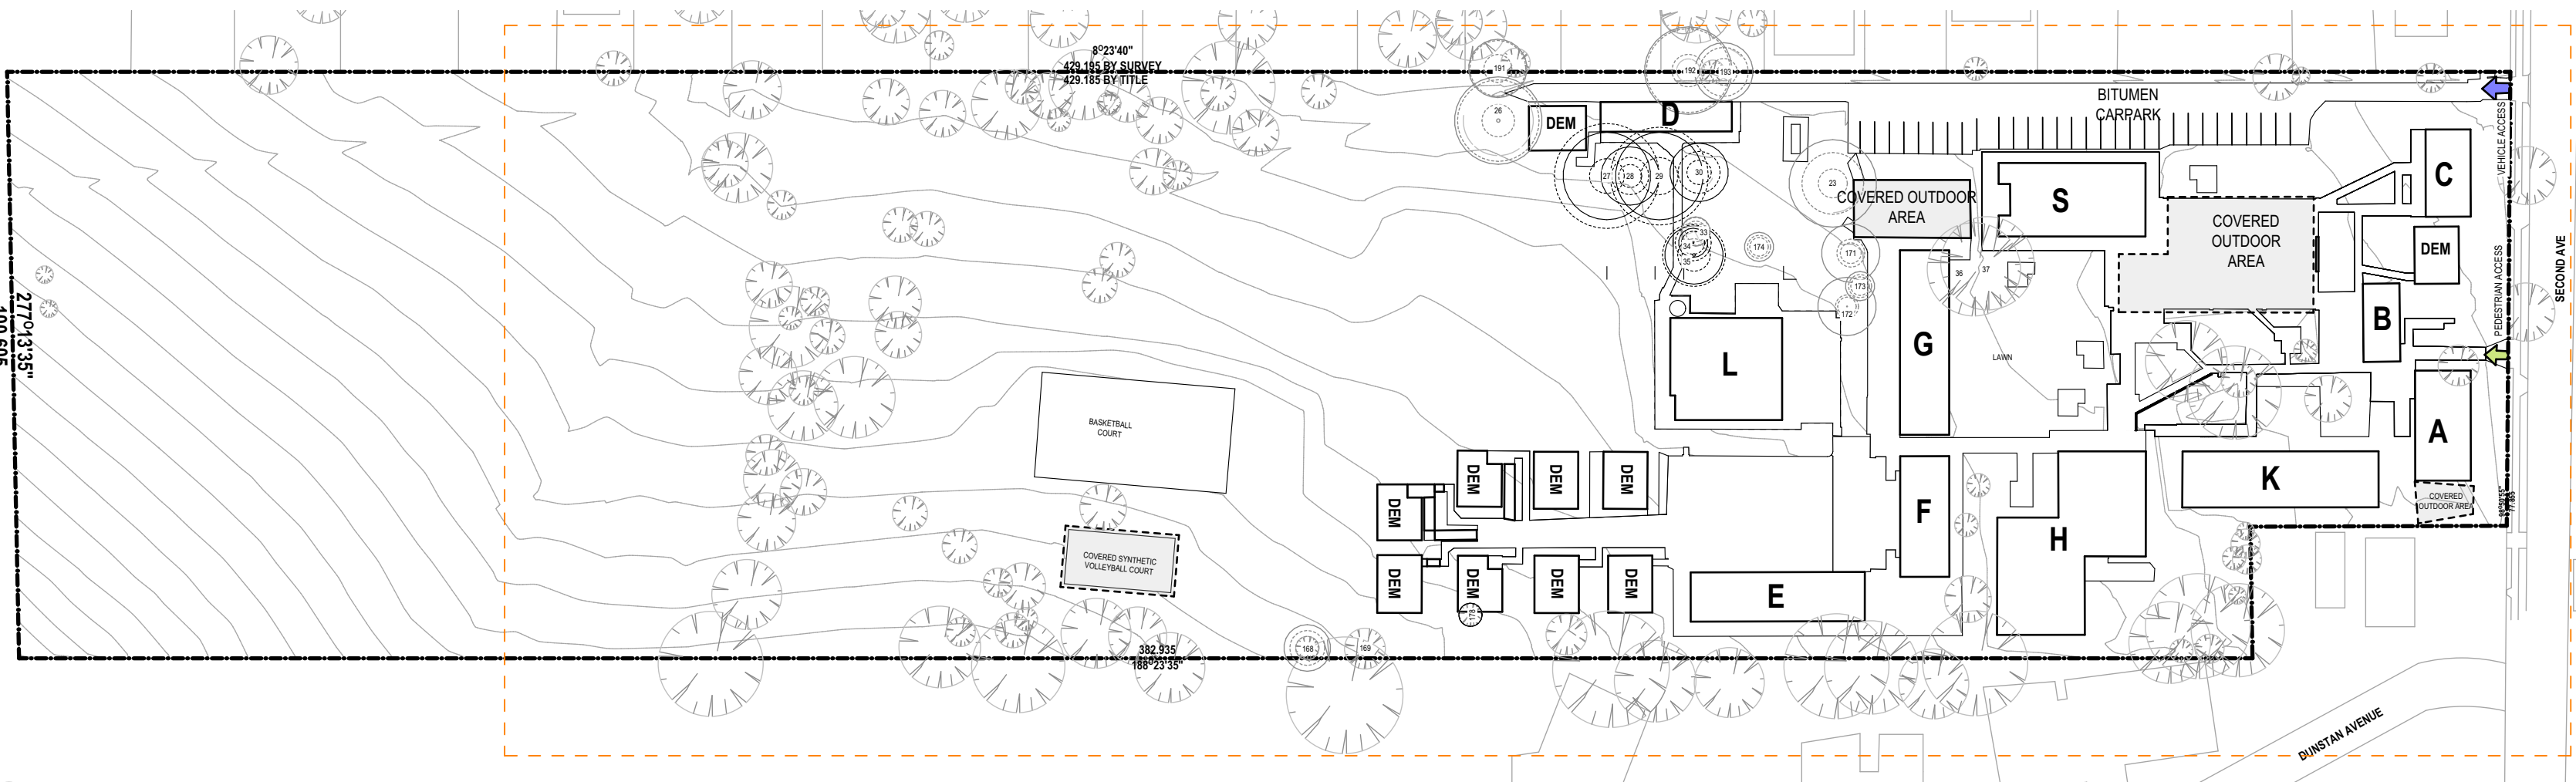 8°23'40"
429.195 BY SURVEY
429.185 BY TITLE
191
192
193
26
DEM
D
BITUMEN
CARPARK
VEHICLE ACCESS
27
28
29
30
23
COVERED OUTDOOR
AREA
S
C
COVERED
OUTDOOR
AREA
DEM
33
34
35
174
171
173
172
36
37
PEDESTRIAN ACCESS
SECOND AVE
277°13'35"
L
G
LAWN
B
BASKETBALL
COURT
A
DEM
DEM
DEM
DEM
F
H
K
COVERED
OUTDOOR AREA
COVERED SYNTHETIC
VOLLEYBALL COURT
DEM
DEM
DEM
DEM
E
168
169
382.935
188°23'35"
DUNSTAN AVENUE